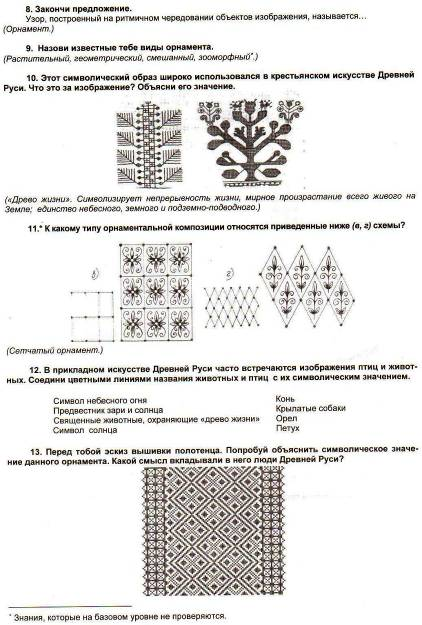 8. Закончи предложение.
Узор, построенный на ритмичном чередовании объектов изображения, называется…
(Орнамент.)
9. Назови известные тебе виды орнамента.
(Растительный, геометрический, смешанный, зооморфный*.)
10. Этот символический образ широко использовался в крестьянском искусстве Древней
Руси. Что это за изображение? Объясни его значение.
(«Древо жизни». Символизирует непрерывность жизни, мирное произрастание всего живого на
Земле; единство небесного, земного и подземно-подводного.)
11.* К какому типу орнаментальной композиции относятся приведенные ниже (в, г) схемы?
в)
г)
(Сетчатый орнамент.)
12. В прикладном искусстве Древней Руси часто встречаются изображения птиц и живот-
ных. Соедини цветными линиями названия животных и птиц с их символическим значением.
Символ небесного огня Конь
Предвестник зари и солнца Крылатые собаки
Священные животные, охраняющие «древо жизни» Орел
Символ солнца Петух
13. Перед тобой эскиз вышивки полотенца. Попробуй объяснить символическое значе-
ние данного орнамента. Какой смысл вкладывали в него люди Древней Руси?
* Знания, которые на базовом уровне не проверяются.